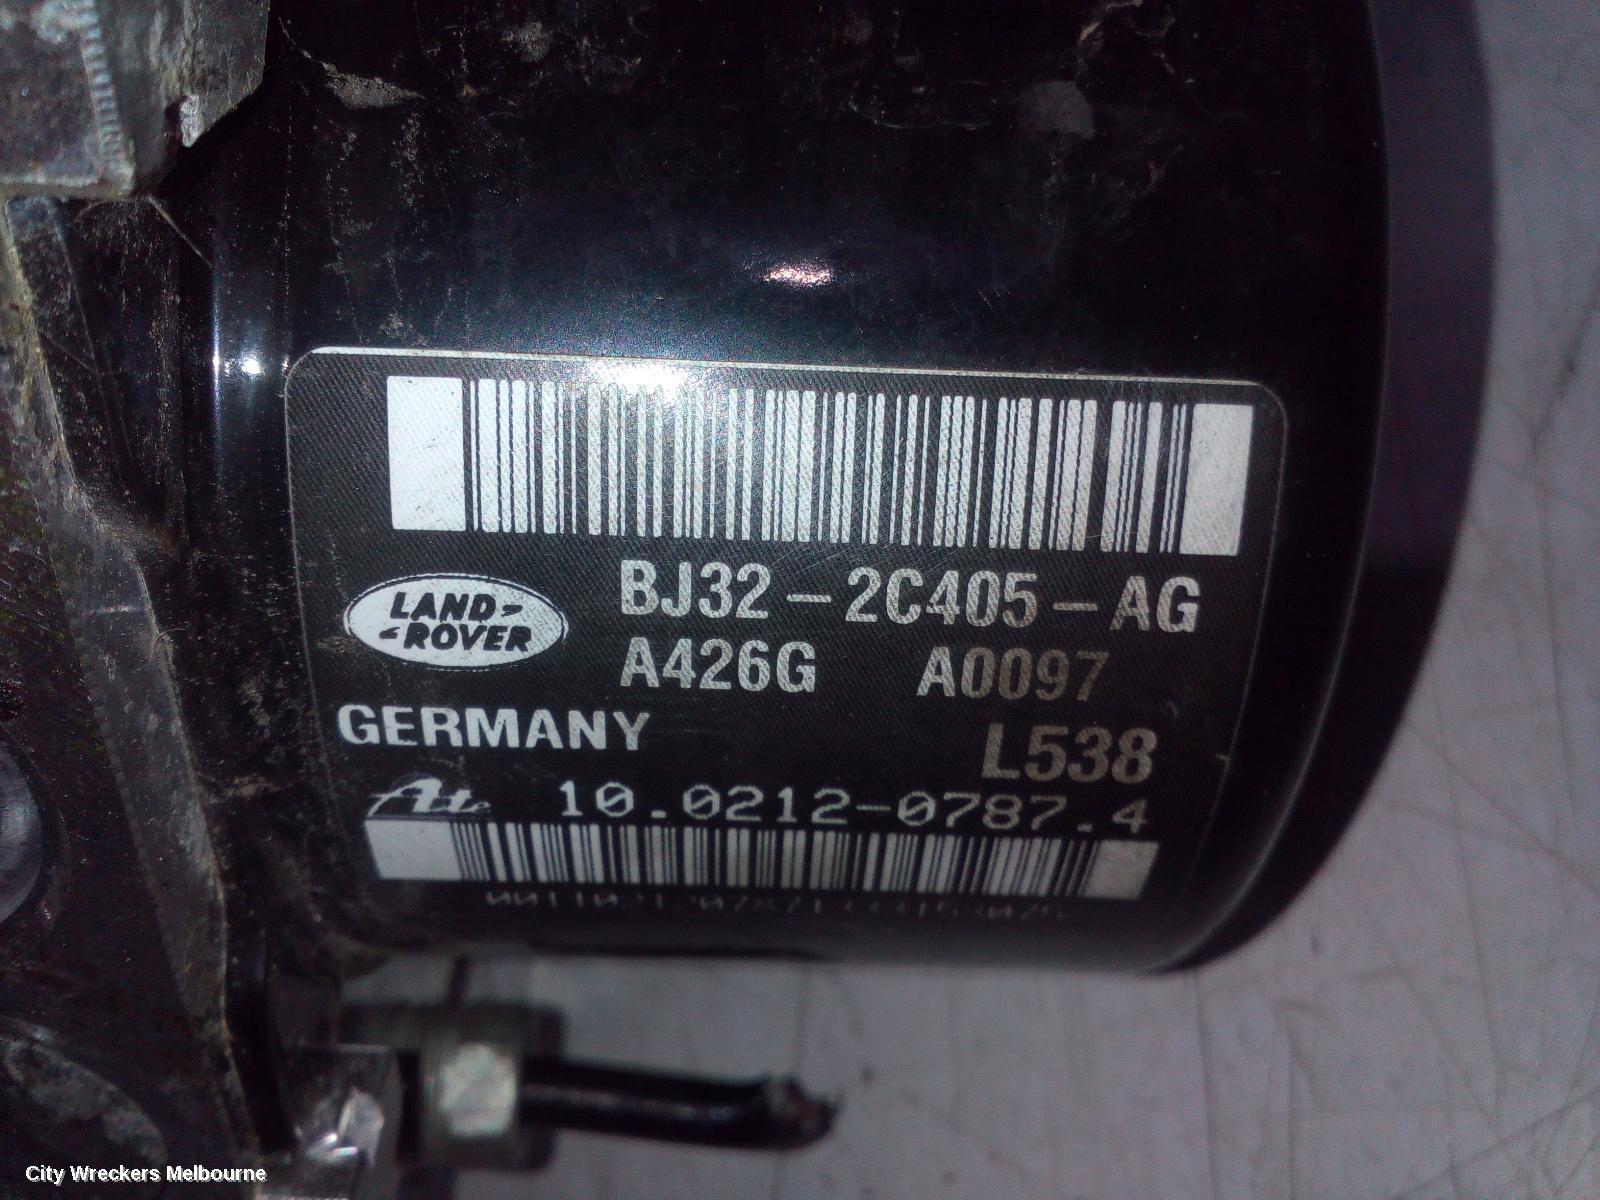 LAND-
-ROVER
BJ32-2C405-AG
A426G A0097
GERMANY
L538
Ate 10.0212-0787.4
City Wreckers Melbourne